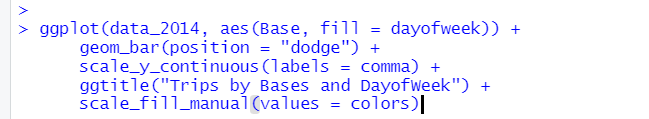 >
> ggplot(data_2014, aes(Base, fill = dayofweek)) +
geom_bar(position = "dodge") +
scale_y_continuous(labels = comma) +
ggtitle("Trips by Bases and DayofWeek") +
scale_fill_manual(values = colors)